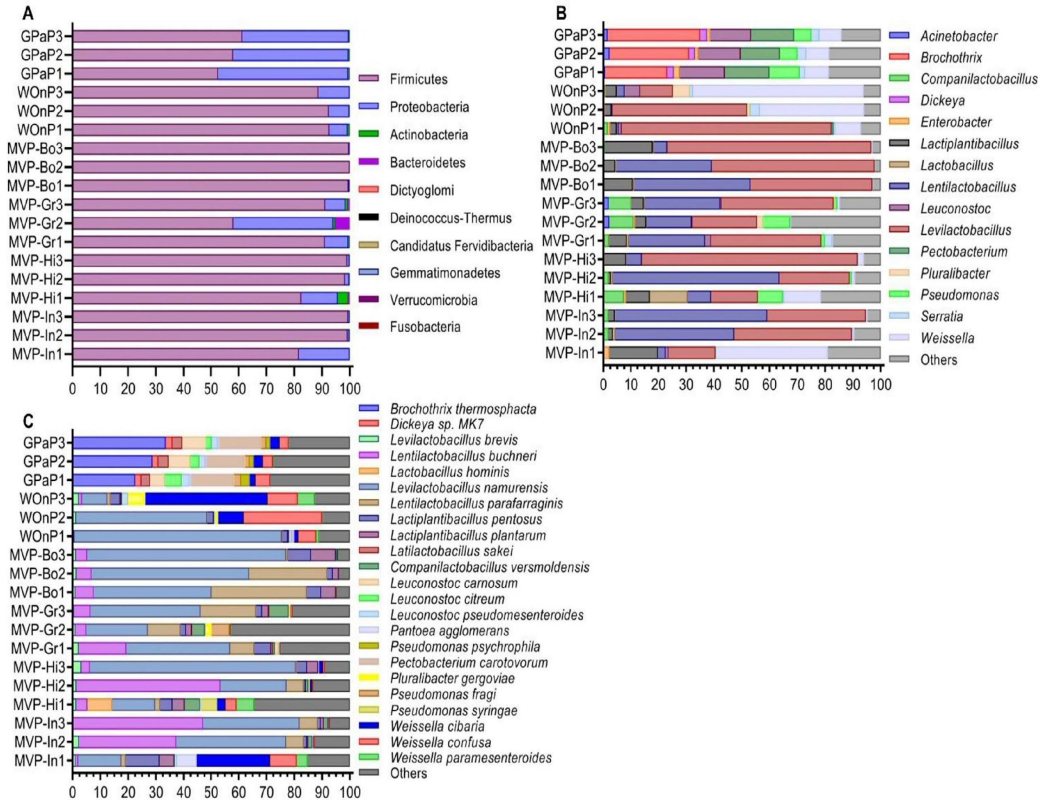 A
GPaP3
GPaP2
GPaP1
WOnP3
WOnP2
WOnP1
MVP-Bo3
MVP-Bo2
MVP-Bo1
MVP-Gr3
MVP-Gr2
MVP-Gr1
MVP-Hi3
MVP-Hi2
MVP-Hi1
MVP-In3
MVP-In2
MVP-In1
0 10 20 30 40 50 60 70 80 90 100
Firmicutes
Proteobacteria
Actinobacteria
Bacteroidetes
Dictyoglomi
Deinococcus-Thermus
Candidatus Fervidibacteria
Gemmatimonadetes
Verrucomicrobia
Fusobacteria
B
GPaP3
GPaP2
GPaP1
WOnP3
WOnP2
WOnP1
MVP-Bo3
MVP-Bo2
MVP-Bo1
MVP-Gr3
MVP-Gr2
MVP-Gr1
MVP-Hi3
MVP-Hi2
MVP-Hi1
MVP-In3
MVP-In2
MVP-In1
0 10 20 30 40 50 60 70 80 90 100
Acinetobacter
Brochothrix
Companilactobacillus
Dickeya
Enterobacter
Lactiplantibacillus
Lactobacillus
Lentilactobacillus
Leuconostoc
Levilactobacillus
Pectobacterium
Pluralibacter
Pseudomonas
Serratia
Weissella
Others
C
GPaP3
GPaP2
GPaP1
WOnP3
WOnP2
WOnP1
MVP-Bo3
MVP-Bo2
MVP-Bo1
MVP-Gr3
MVP-Gr2
MVP-Gr1
MVP-Hi3
MVP-Hi2
MVP-Hi1
MVP-In3
MVP-In2
MVP-In1
0 10 20 30 40 50 60 70 80 90 100
Brochothrix thermosphacta
Dickeya sp. MK7
Levilactobacillus brevis
Lentilactobacillus buchneri
Lactobacillus hominis
Levilactobacillus namurensis
Lentilactobacillus parafarraginis
Lactiplantibacillus pentosus
Lactiplantibacillus plantarum
Latilactobacillus sakei
Companilactobacillus versmoldensis
Leuconostoc carnosum
Leuconostoc citreum
Leuconostoc pseudomesenteroides
Pantoea agglomerans
Pseudomonas psychrophila
Pectobacterium carotovorum
Pluralibacter gergoviae
Pseudomonas fragi
Pseudomonas syringae
Weissella cibaria
Weissella confusa
Weissella paramesenteroides
Others